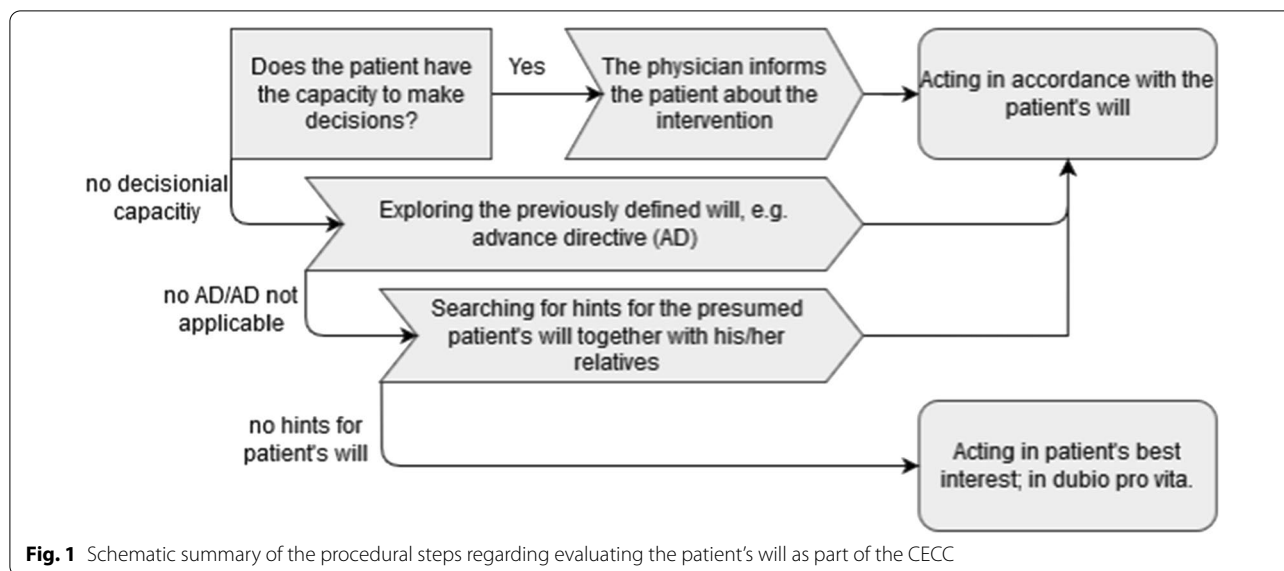 Does the patient have
the capacity to make
decisions?
Yes
The physician informs
the patient about the
intervention
Acting in accordance with the
patient's will
no decisionial
capacitiy
Exploring the previously defined will, e.g.
advance directive (AD)
no AD/AD not
applicable
Searching for hints for the presumed
patient's will together with his/her
relatives
no hints for
patient's will
Acting in patient's best
interest; in dubio pro vita.
Fig. 1 Schematic summary of the procedural steps regarding evaluating the patient's will as part of the CECC